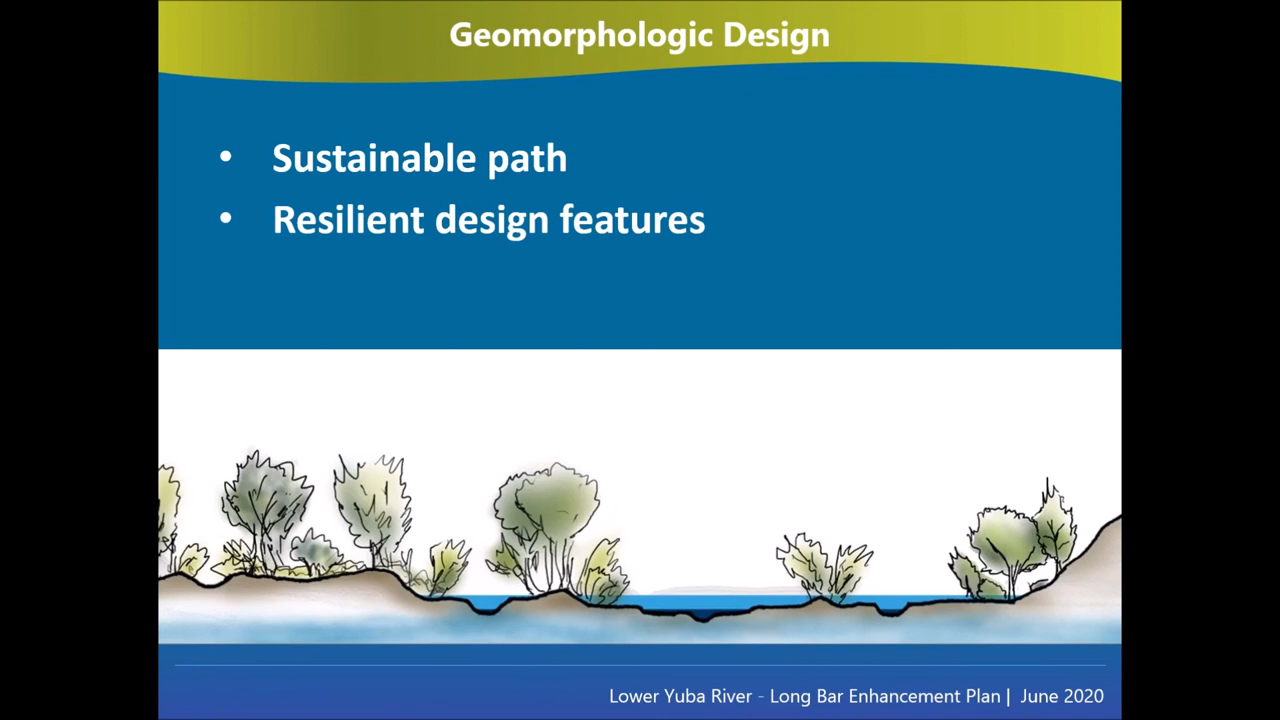 Geomorphologic Design
• Sustainable path
• Resilient design features
Lower Yuba River - Long Bar Enhancement Plan | June 2020